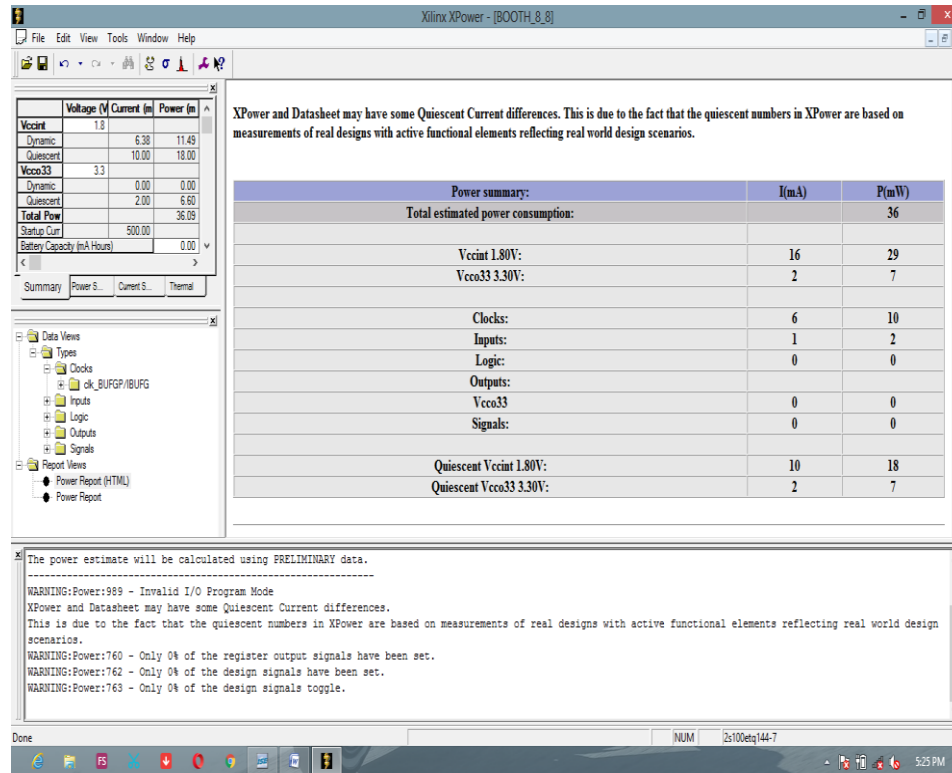 Xilinx XPower - [BOOTH_8_8]
File Edit View Tools Window Help
Voltage (V Current (m Power (m
Vccint 1.8
Dynamic 6.38 11.49
Quiescent 10.00 18.00
Vcco33 3.3
Dynamic 0.00 0.00
Quiescent 2.00 6.60
Total Pow 36.09
Startup Curr 500.00
Battery Capacity (mA Hours) 0.00
Summary Power S... Current S... Thermal
Data Views
Types
Clocks
clk_BUFGP/IBUFG
Inputs
Logic
Outputs
Signals
Report Views
Power Report (HTML)
Power Report
XPower and Datasheet may have some Quiescent Current differences. This is due to the fact that the quiescent numbers in XPower are based on
measurements of real designs with active functional elements reflecting real world design scenarios.
Power summary: I(mA) P(mW)
Total estimated power consumption: 36
Vccint 1.80V: 16 29
Vcco33 3.30V: 2 7
Clocks: 6 10
Inputs: 1 2
Logic: 0 0
Outputs:
Vcco33 0 0
Signals: 0 0
Quiescent Vccint 1.80V: 10 18
Quiescent Vcco33 3.30V: 2 7
The power estimate will be calculated using PRELIMINARY data.
----------------------------------------------------------------
WARNING:Power:989 - Invalid I/O Program Mode
XPower and Datasheet may have some Quiescent Current differences.
This is due to the fact that the quiescent numbers in XPower are based on measurements of real designs with active functional elements reflecting real world design
scenarios.
WARNING:Power:760 - Only 0% of the register output signals have been set.
WARNING:Power:762 - Only 0% of the design signals have been set.
WARNING:Power:763 - Only 0% of the design signals toggle.
Done NUM 2s100etq144-7
FS 5:25 PM